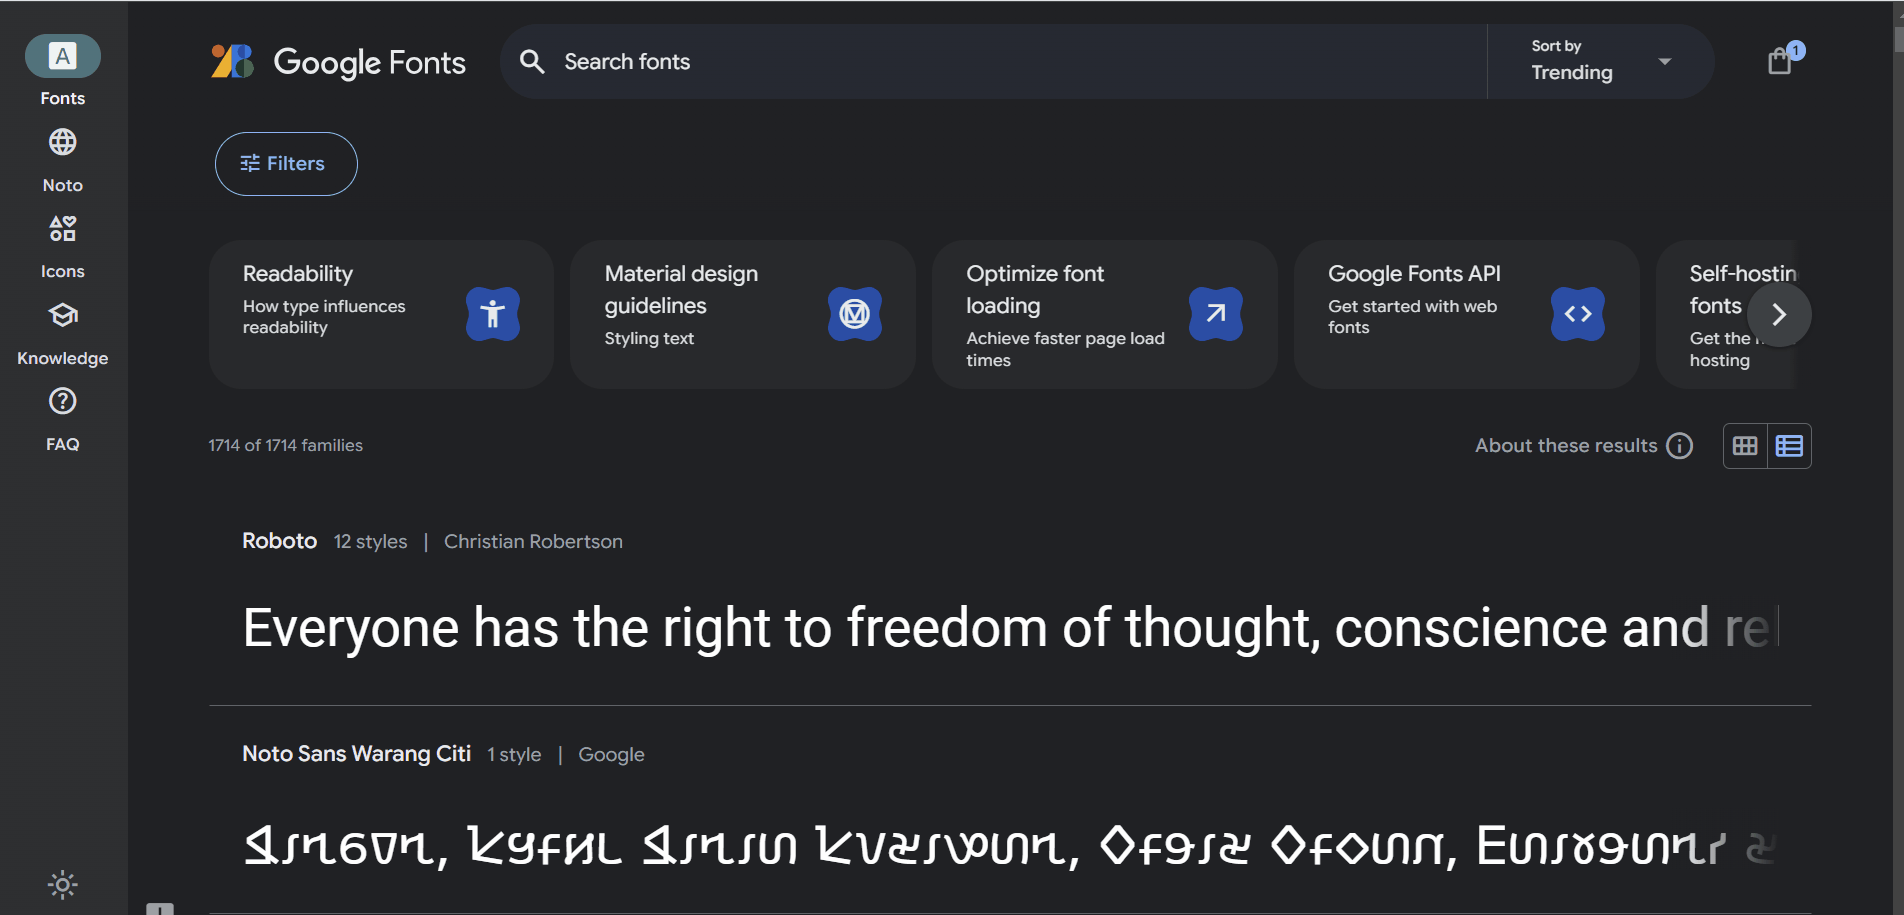 A
Fonts
Noto
Icons
Knowledge
FAQ
Google Fonts
Search fonts
Sort by
Trending
1
Filters
Readability
How type influences
readability
Material design
guidelines
Styling text
Optimize font
loading
Achieve faster page load
times
Google Fonts API
Get started with web
fonts
Self-hostin
fonts
Get the
hosting
1714 of 1714 families
About these results
Roboto 12 styles | Christian Robertson
Everyone has the right to freedom of thought, conscience and re
Noto Sans Warang Citi 1 style | Google